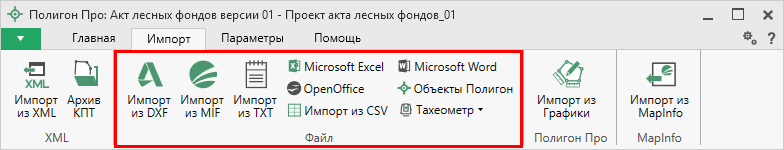 Полигон Про: Акт лесных фондов версии 01 - Проект акта лесных фондов_01
Главная Импорт Параметры Помощь
?
XML
Импорт из XML
Архив КПТ
XML
Импорт из DXF
Импорт из MIF
Импорт из TXT
Microsoft Excel
OpenOffice
Импорт из CSV
Microsoft Word
Объекты Полигон
Тахеометр
Файл
Импорт из Графики
Полигон Про
Импорт из MapInfo
MapInfo